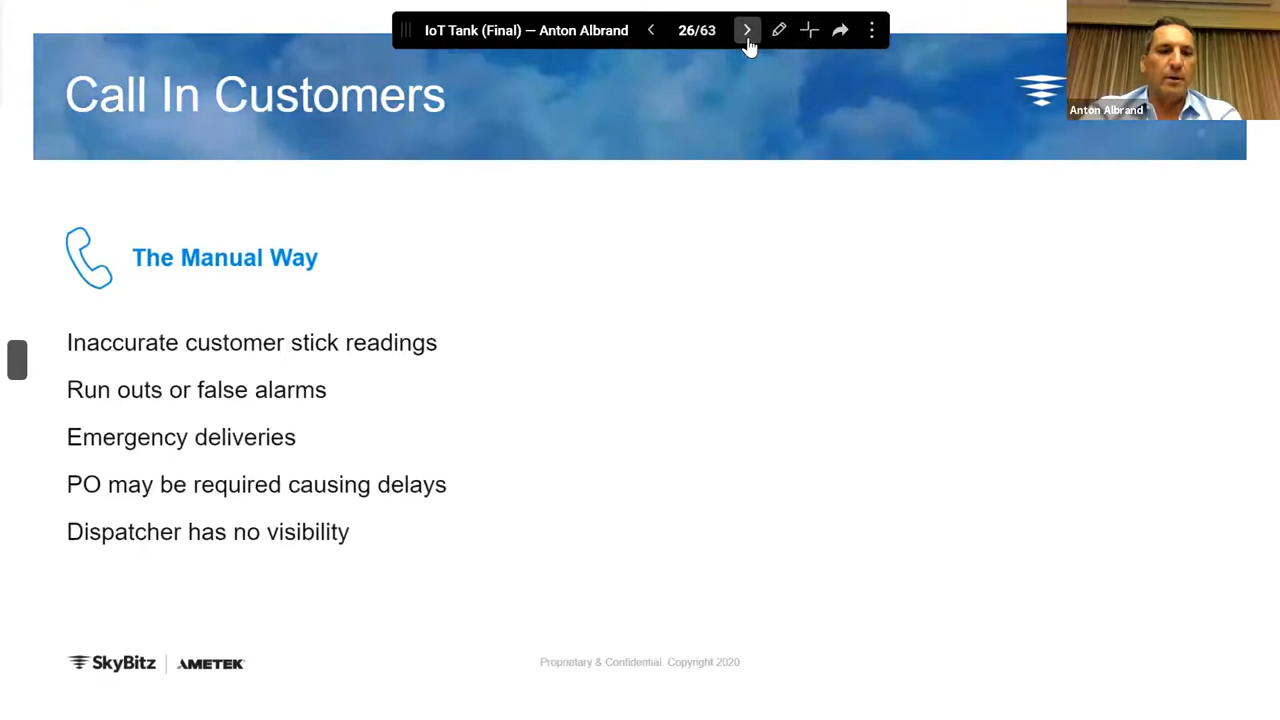 IoT Tank (Final) — Anton Albrand
26/63
Call In Customers
Anton Albrand
The Manual Way
Inaccurate customer stick readings
Run outs or false alarms
Emergency deliveries
PO may be required causing delays
Dispatcher has no visibility
SkyBitz AMETEK
Proprietary & Confidential. Copyright 2020